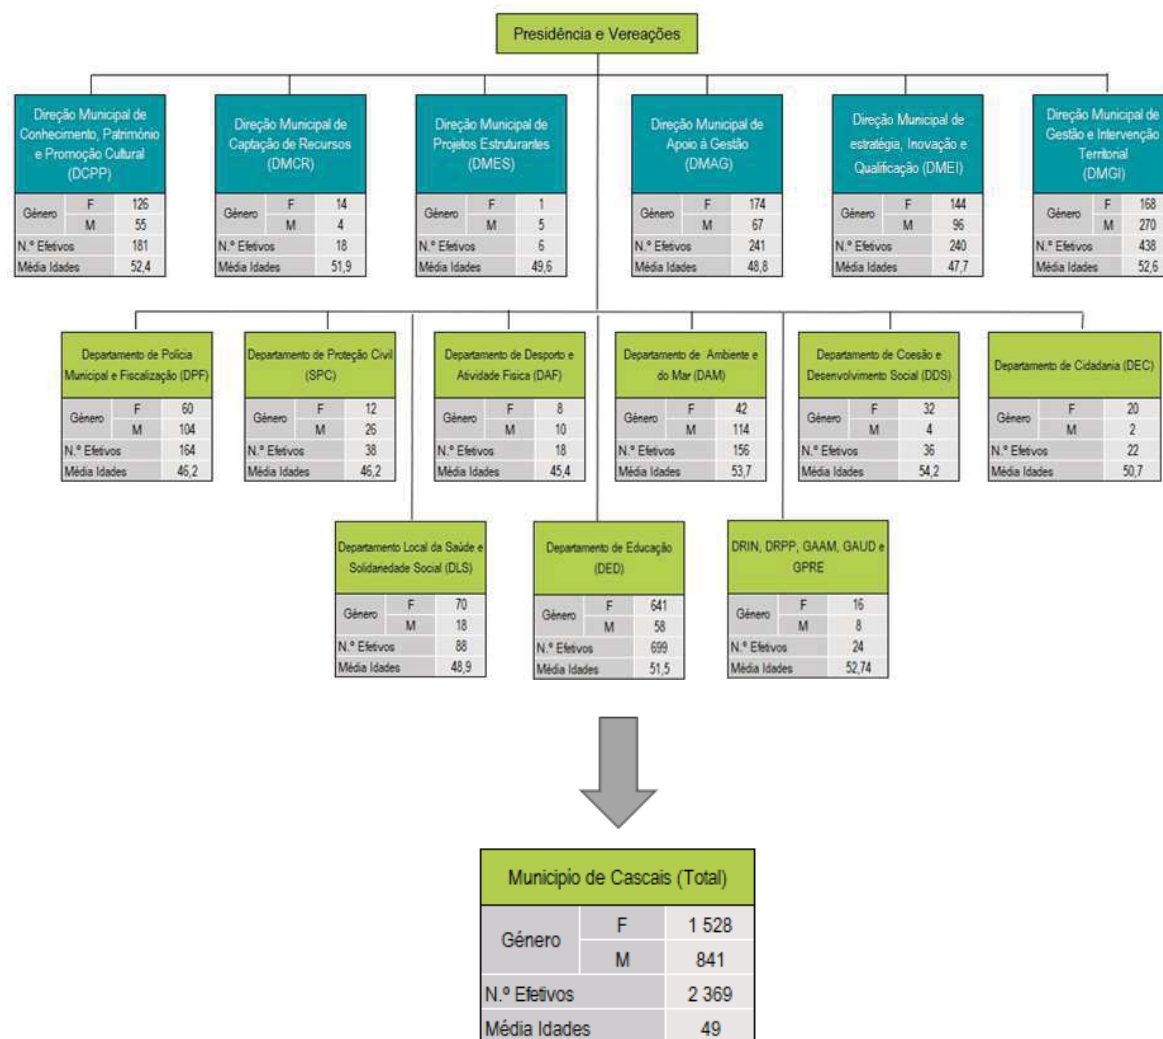 Presidência e Vereações
Direção Municipal de
Conhecimento, Património
e Promoção Cultural
(DCPP)
Género F 126
M 55
N.º Efetivos 181
Média Idades 52,4
Direção Municipal de
Captação de Recursos
(DMCR)
Género F 14
M 4
N.º Efetivos 18
Média Idades 51,9
Direção Municipal de
Projetos Estruturantes
(DMES)
Género F 1
M 5
N.º Efetivos 6
Média Idades 49,6
Direção Municipal de
Apoio à Gestão
(DMAG)
Género F 174
M 67
N.º Efetivos 241
Média Idades 48,8
Direção Municipal de
estratégia, Inovação e
Qualificação (DMEI)
Género F 144
M 96
N.º Efetivos 240
Média Idades 47,7
Direção Municipal de
Gestão e Intervenção
Territorial
(DMGI)
Género F 168
M 270
N.º Efetivos 438
Média Idades 52,6
Departamento de Polícia
Municipal e Fiscalização (DPF)
Género F 60
M 104
N.º Efetivos 164
Média Idades 46,2
Departamento de Proteção Civil
(SPC)
Género F 12
M 26
N.º Efetivos 38
Média Idades 46,2
Departamento de Desporto e
Atividade Fisica (DAF)
Género F 8
M 10
N.º Efetivos 18
Média Idades 45,4
Departamento de Ambiente e
do Mar (DAM)
Género F 42
M 114
N.º Efetivos 156
Média Idades 53,7
Departamento de Coesão e
Desenvolvimento Social (DDS)
Género F 32
M 4
N.º Efetivos 36
Média Idades 54,2
Departamento de Cidadania (DEC)
Género F 20
M 2
N.º Efetivos 22
Média Idades 50,7
Departamento Local da Saúde e
Solidariedade Social (DLS)
Género F 70
M 18
N.º Efetivos 88
Média Idades 48,9
Departamento de Educação
(DED)
Género F 641
M 58
N.º Efetivos 699
Média Idades 51,5
DRIN, DRPP, GAAM, GAUD e
GPRE
Género F 16
M 8
N.º Efetivos 24
Média Idades 52,74
Municipío de Cascais (Total)
Género F 1 528
M 841
N.º Efetivos 2 369
Média Idades 49